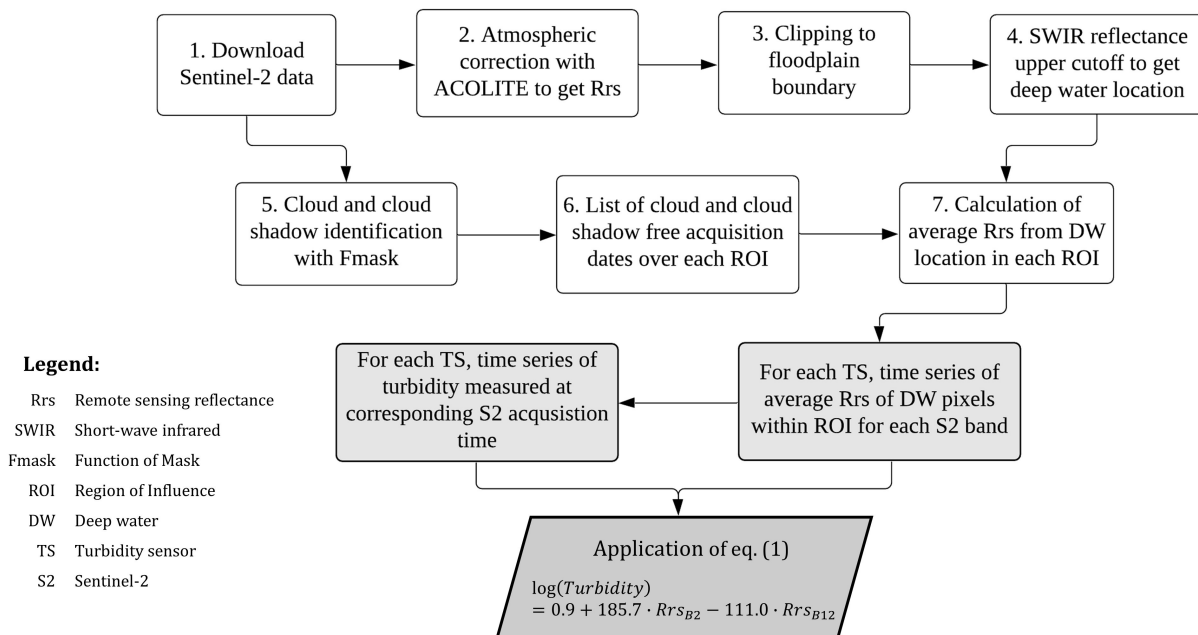 1. Download
Sentinel-2 data
2. Atmospheric
correction with
ACOLITE to get Rrs
3. Clipping to
floodplain
boundary
4. SWIR reflectance
upper cutoff to get
deep water location
5. Cloud and cloud
shadow identification
with Fmask
6. List of cloud and cloud
shadow free acquisition
dates over each ROI
7. Calculation of
average Rrs from DW
location in each ROI
For each TS, time series of
turbidity measured at
corresponding S2 acqusistion
time
For each TS, time series of
average Rrs of DW pixels
within ROI for each S2 band
Legend:
Rrs Remote sensing reflectance
SWIR Short-wave infrared
Fmask Function of Mask
ROI Region of Influence
DW Deep water
TS Turbidity sensor
S2 Sentinel-2
Application of eq. (1)
log(Turbidity)
= 0.9 + 185.7 · Rrs_B2 − 111.0 · Rrs_B12